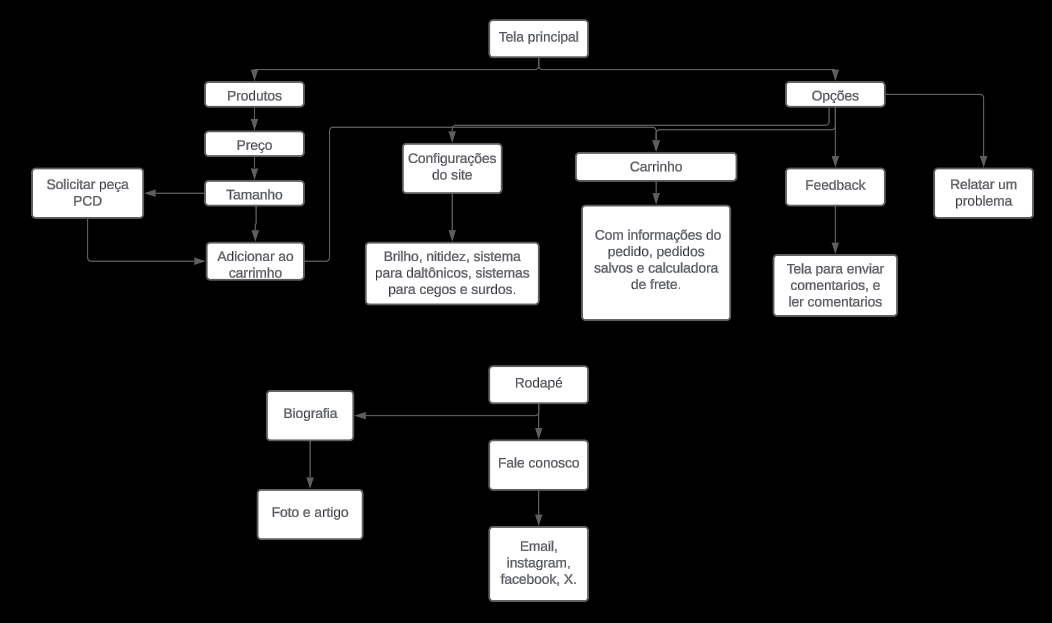 Tela principal
Produtos
Opções
Preço
Configurações
do site
Carrinho
Solicitar peça
PCD
Tamanho
Feedback
Relatar um
problema
Adicionar ao
carrimho
Brilho, nitidez, sistema
para daltônicos, sistemas
para cegos e surdos.
Com informações do
pedido, pedidos
salvos e calculadora
de frete.
Tela para enviar
comentarios, e
ler comentarios
Rodapé
Biografia
Fale conosco
Foto e artigo
Email,
instagram,
facebook, X.